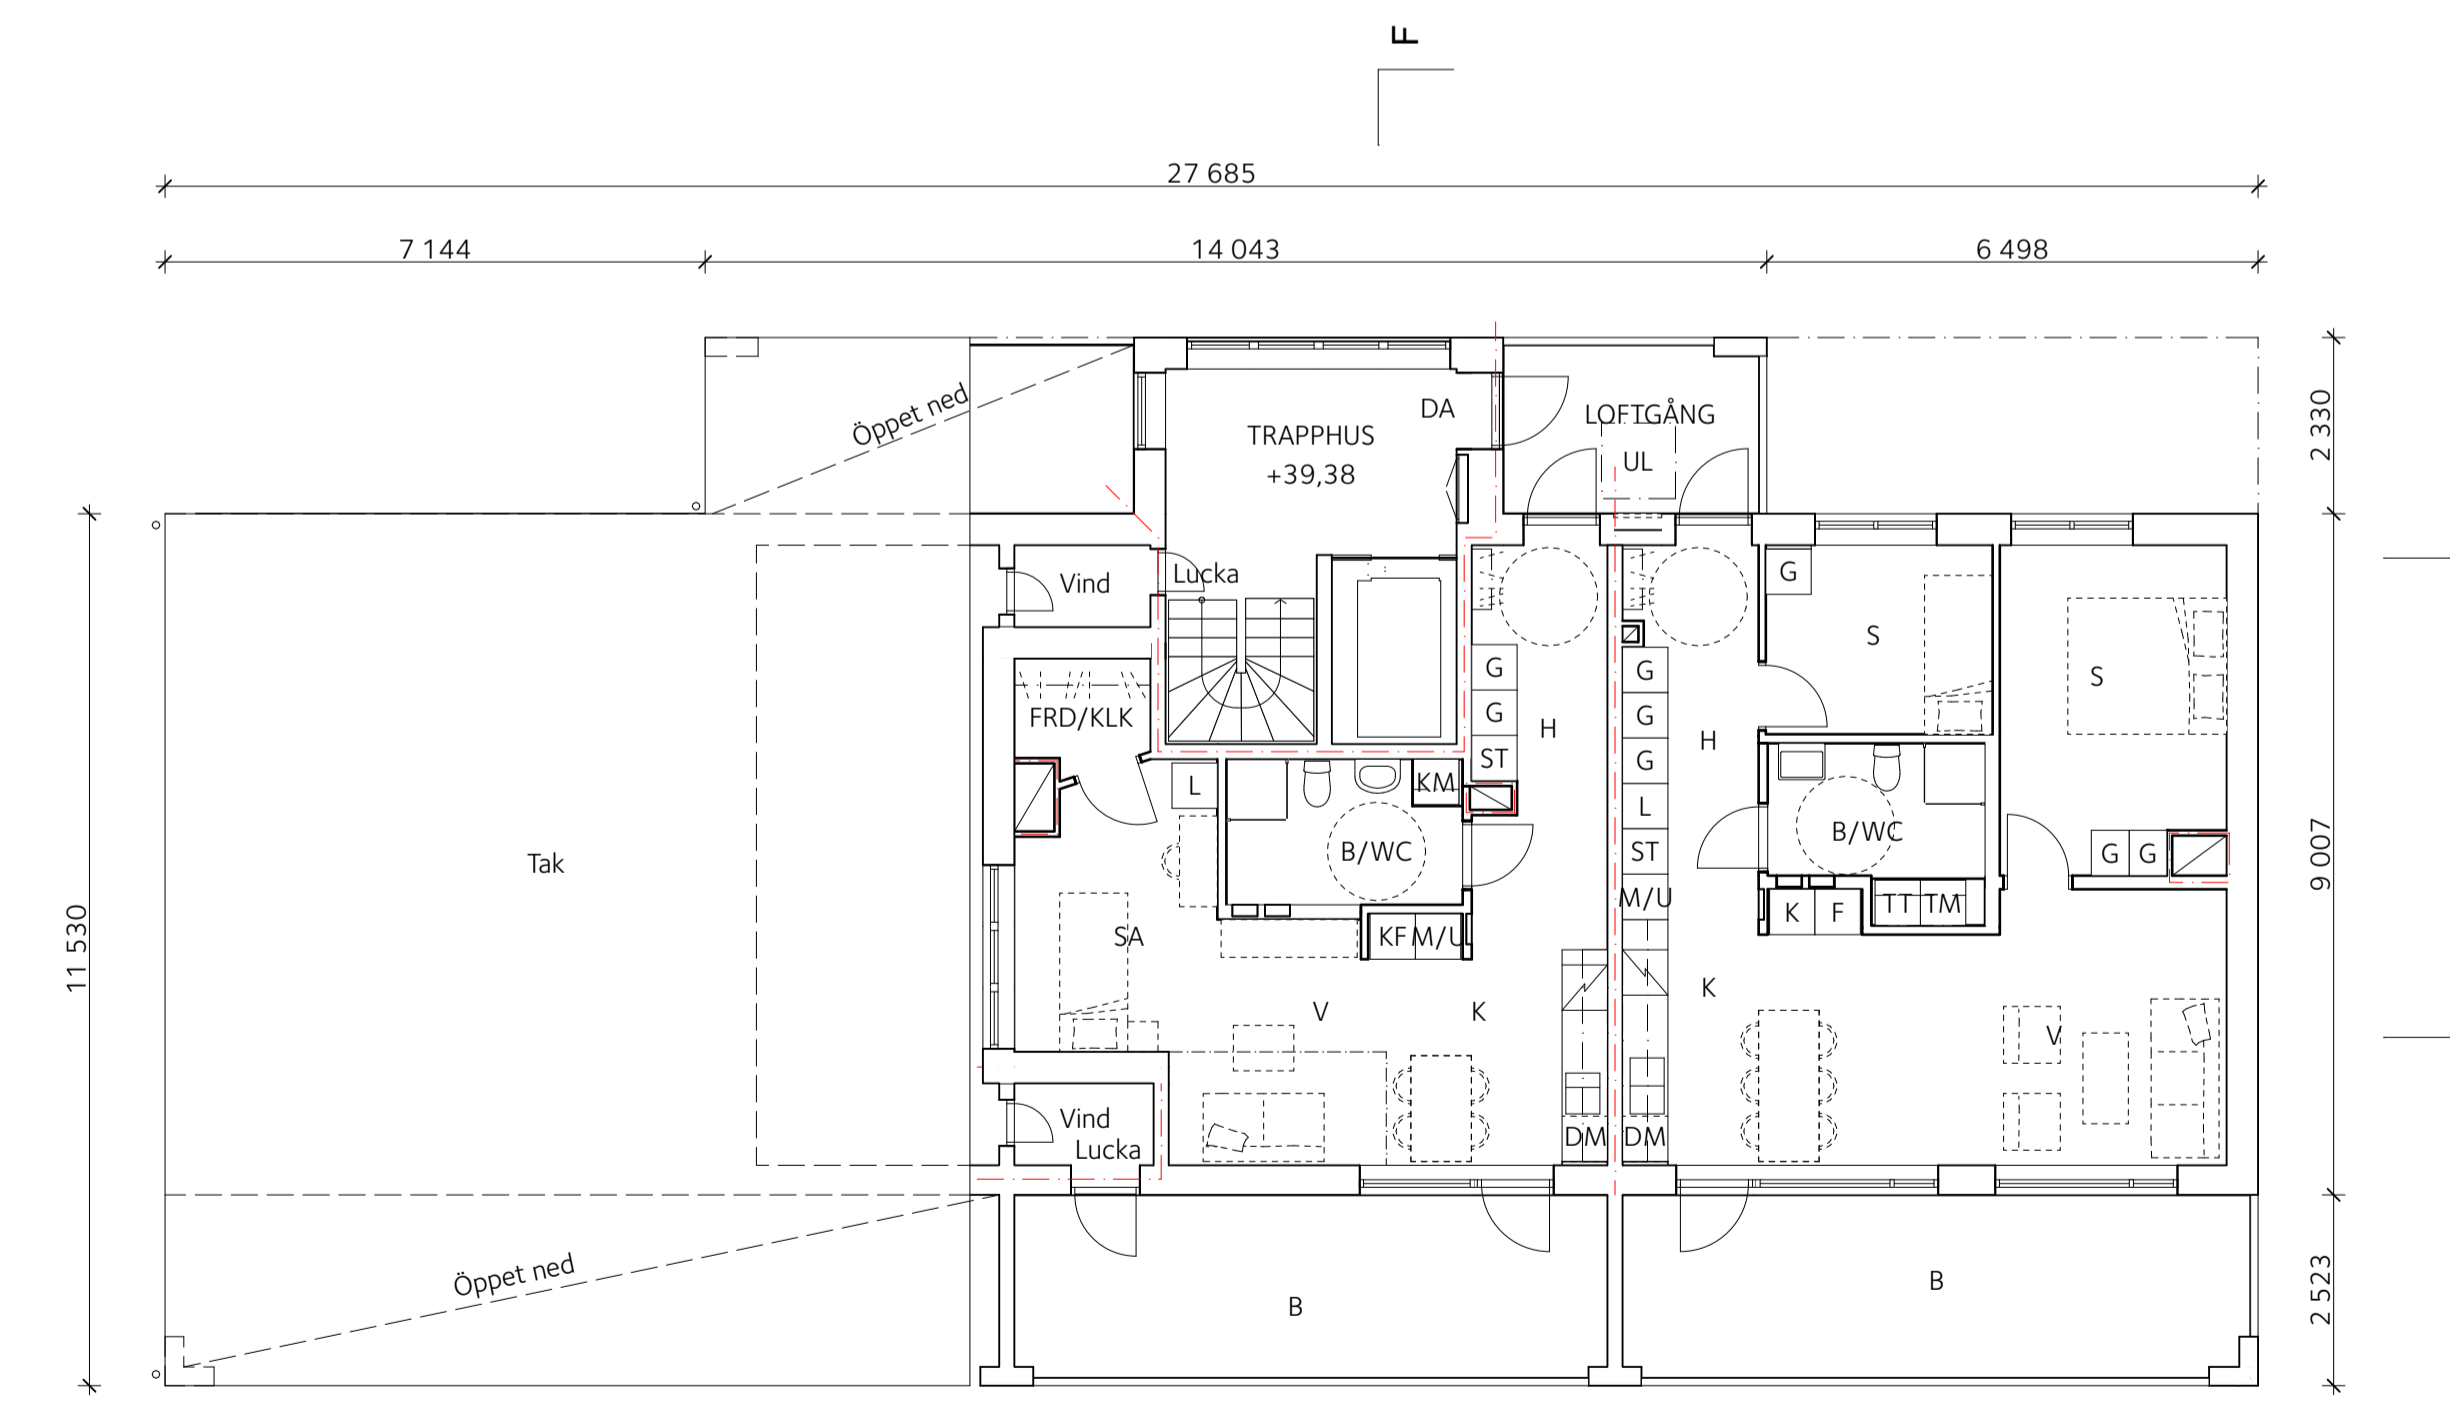 F
27 685
7 144
14 043
6 498
Öppet ned
DA
LOFTGÅNG
TRAPPHUS
+39,38
UL
2 330
Vind
Lucka
G
S
S
G
G
G
G
ST
H
G
G
L
ST
M/U
H
FRD/KLK
L
KM
B/WC
B/WC
G
G
Tak
9 007
11 530
SA
KF
M/U
K
F
TT
TM
V
K
K
V
Vind
Lucka
DM
DM
Öppet ned
B
B
2 523